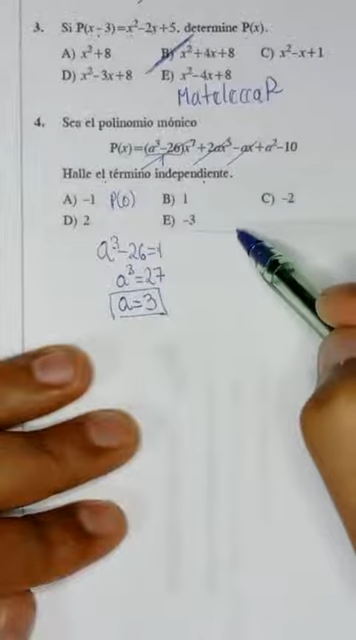 3. Si P(x-3)=x²-2x+5, determine P(x).
A) x²+8 B) x²+4x+8 C) x²-x+1
D) x²-3x+8 E) x²-4x+8
MateleccaR
4. Sea el polinomio mónico
P(x)=(a³-26)x⁷+2ax⁵-ax+a²-10
Halle el término independiente.
A) -1 P(0) B) 1 C) -2
D) 2 E) -3
a³-26=1
a³=27
a=3